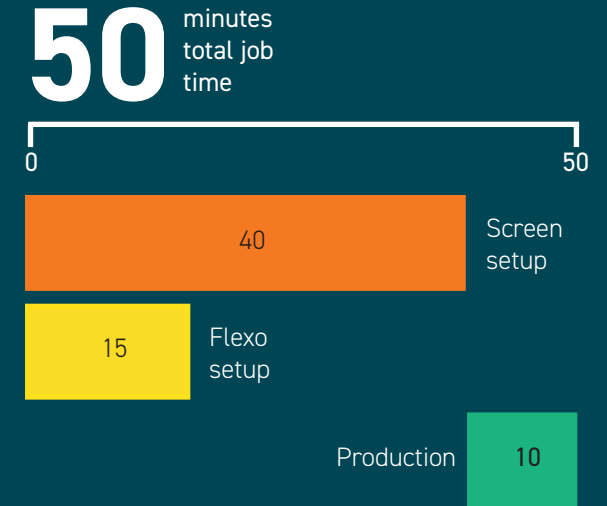 50
minutes
total job
time
0
50
40
Screen
setup
15
Flexo
setup
Production
10